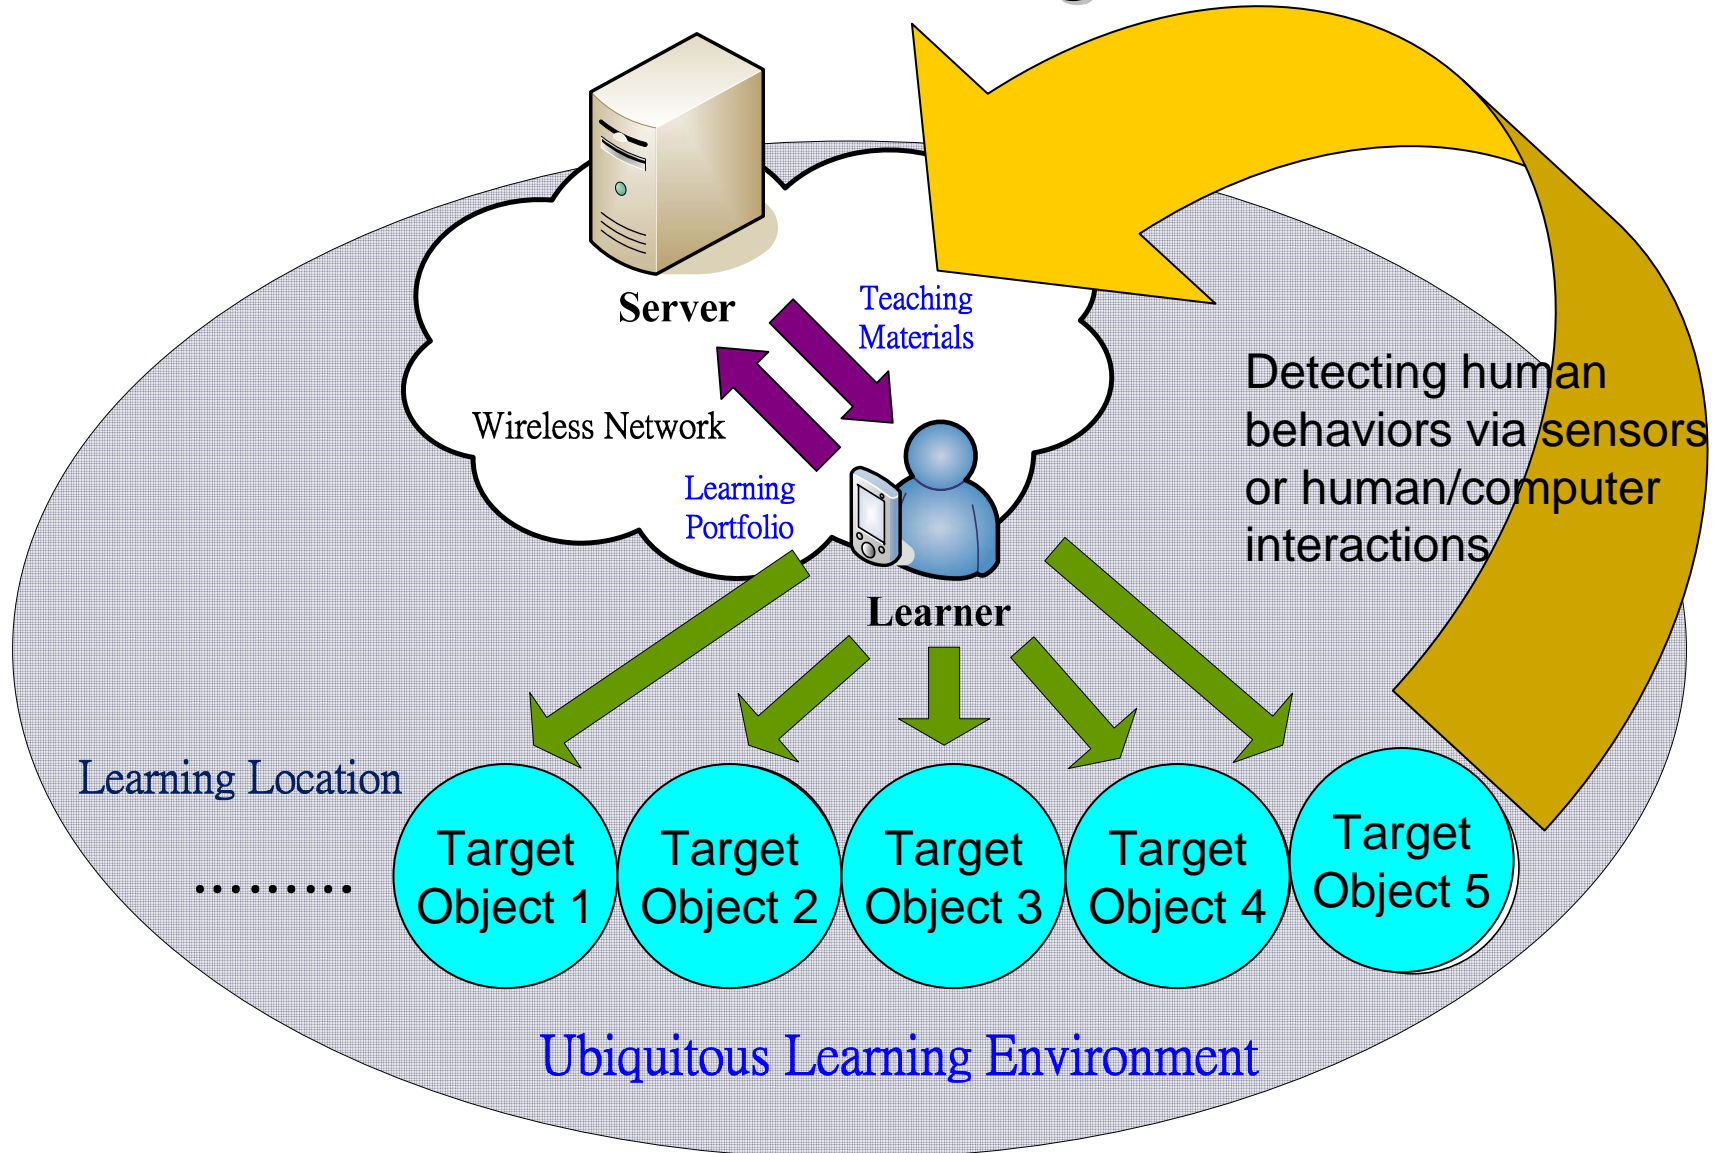 Server
Teaching
Materials
Wireless Network
Learning
Portfolio
Detecting human
behaviors via sensors
or human/computer
interactions
Learner
Learning Location
.........
Target
Object 1
Target
Object 2
Target
Object 3
Target
Object 4
Target
Object 5
Ubiquitous Learning Environment